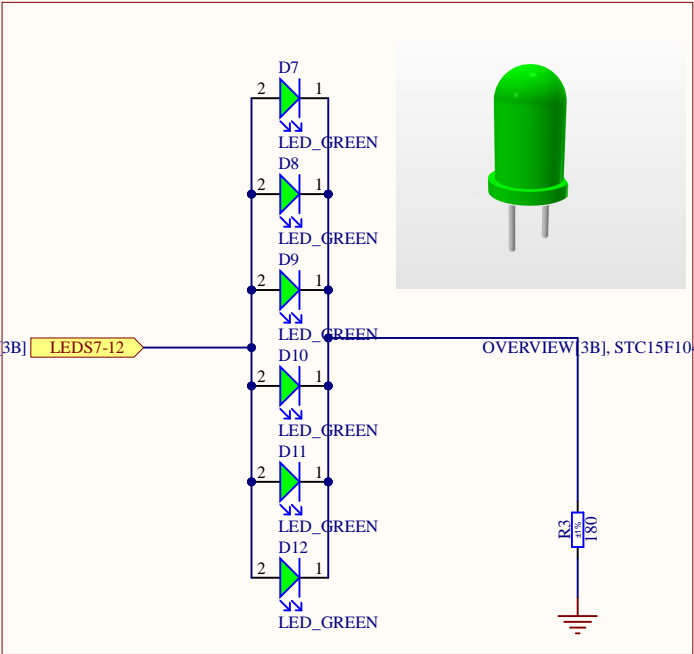 D7
2 1
LED_GREEN
D8
2 1
LED_GREEN
D9
2 1
LED_GREEN
3B] LEDS7-12 OVERVIEW[3B], STC15F104
D10
2 1
LED_GREEN
D11
2 1
LED_GREEN
D12
2 1
LED_GREEN
R3
±1%
180